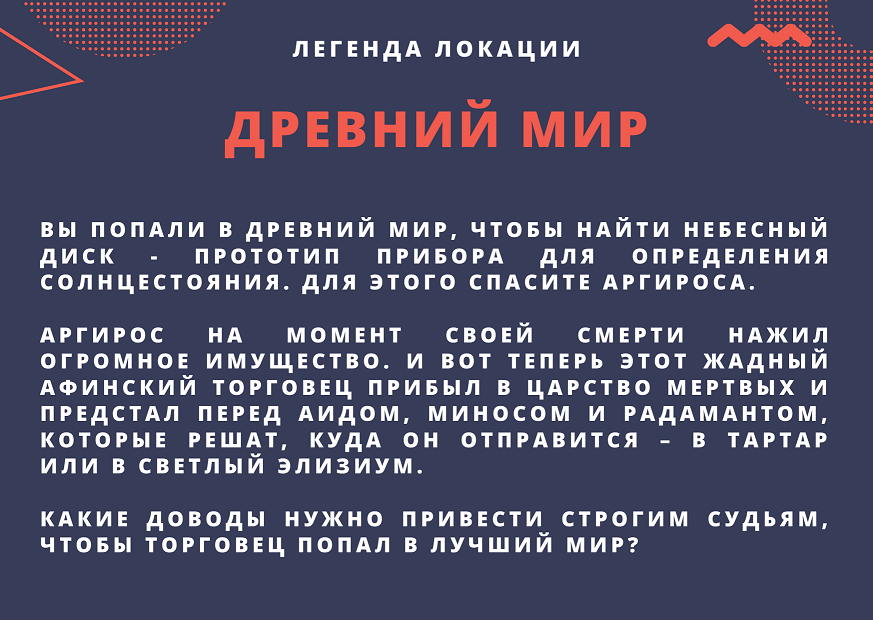 ЛЕГЕНДА ЛОКАЦИИ
ДРЕВНИЙ МИР
ВЫ ПОПАЛИ В ДРЕВНИЙ МИР, ЧТОБЫ НАЙТИ НЕБЕСНЫЙ
ДИСК - ПРОТОТИП ПРИБОРА ДЛЯ ОПРЕДЕЛЕНИЯ
СОЛНЦЕСТОЯНИЯ. ДЛЯ ЭТОГО СПАСИТЕ АРГИРОСА.
АРГИРОС НА МОМЕНТ СВОЕЙ СМЕРТИ НАЖИЛ
ОГРОМНОЕ ИМУЩЕСТВО. И ВОТ ТЕПЕРЬ ЭТОТ ЖАДНЫЙ
АФИНСКИЙ ТОРГОВЕЦ ПРИБЫЛ В ЦАРСТВО МЕРТВЫХ И
ПРЕДСТАЛ ПЕРЕД АИДОМ, МИНОСОМ И РАДАМАНТОМ,
КОТОРЫЕ РЕШАТ, КУДА ОН ОТПРАВИТСЯ – В ТАРТАР
ИЛИ В СВЕТЛЫЙ ЭЛИЗИУМ.
КАКИЕ ДОВОДЫ НУЖНО ПРИВЕСТИ СТРОГИМ СУДЬЯМ,
ЧТОБЫ ТОРГОВЕЦ ПОПАЛ В ЛУЧШИЙ МИР?